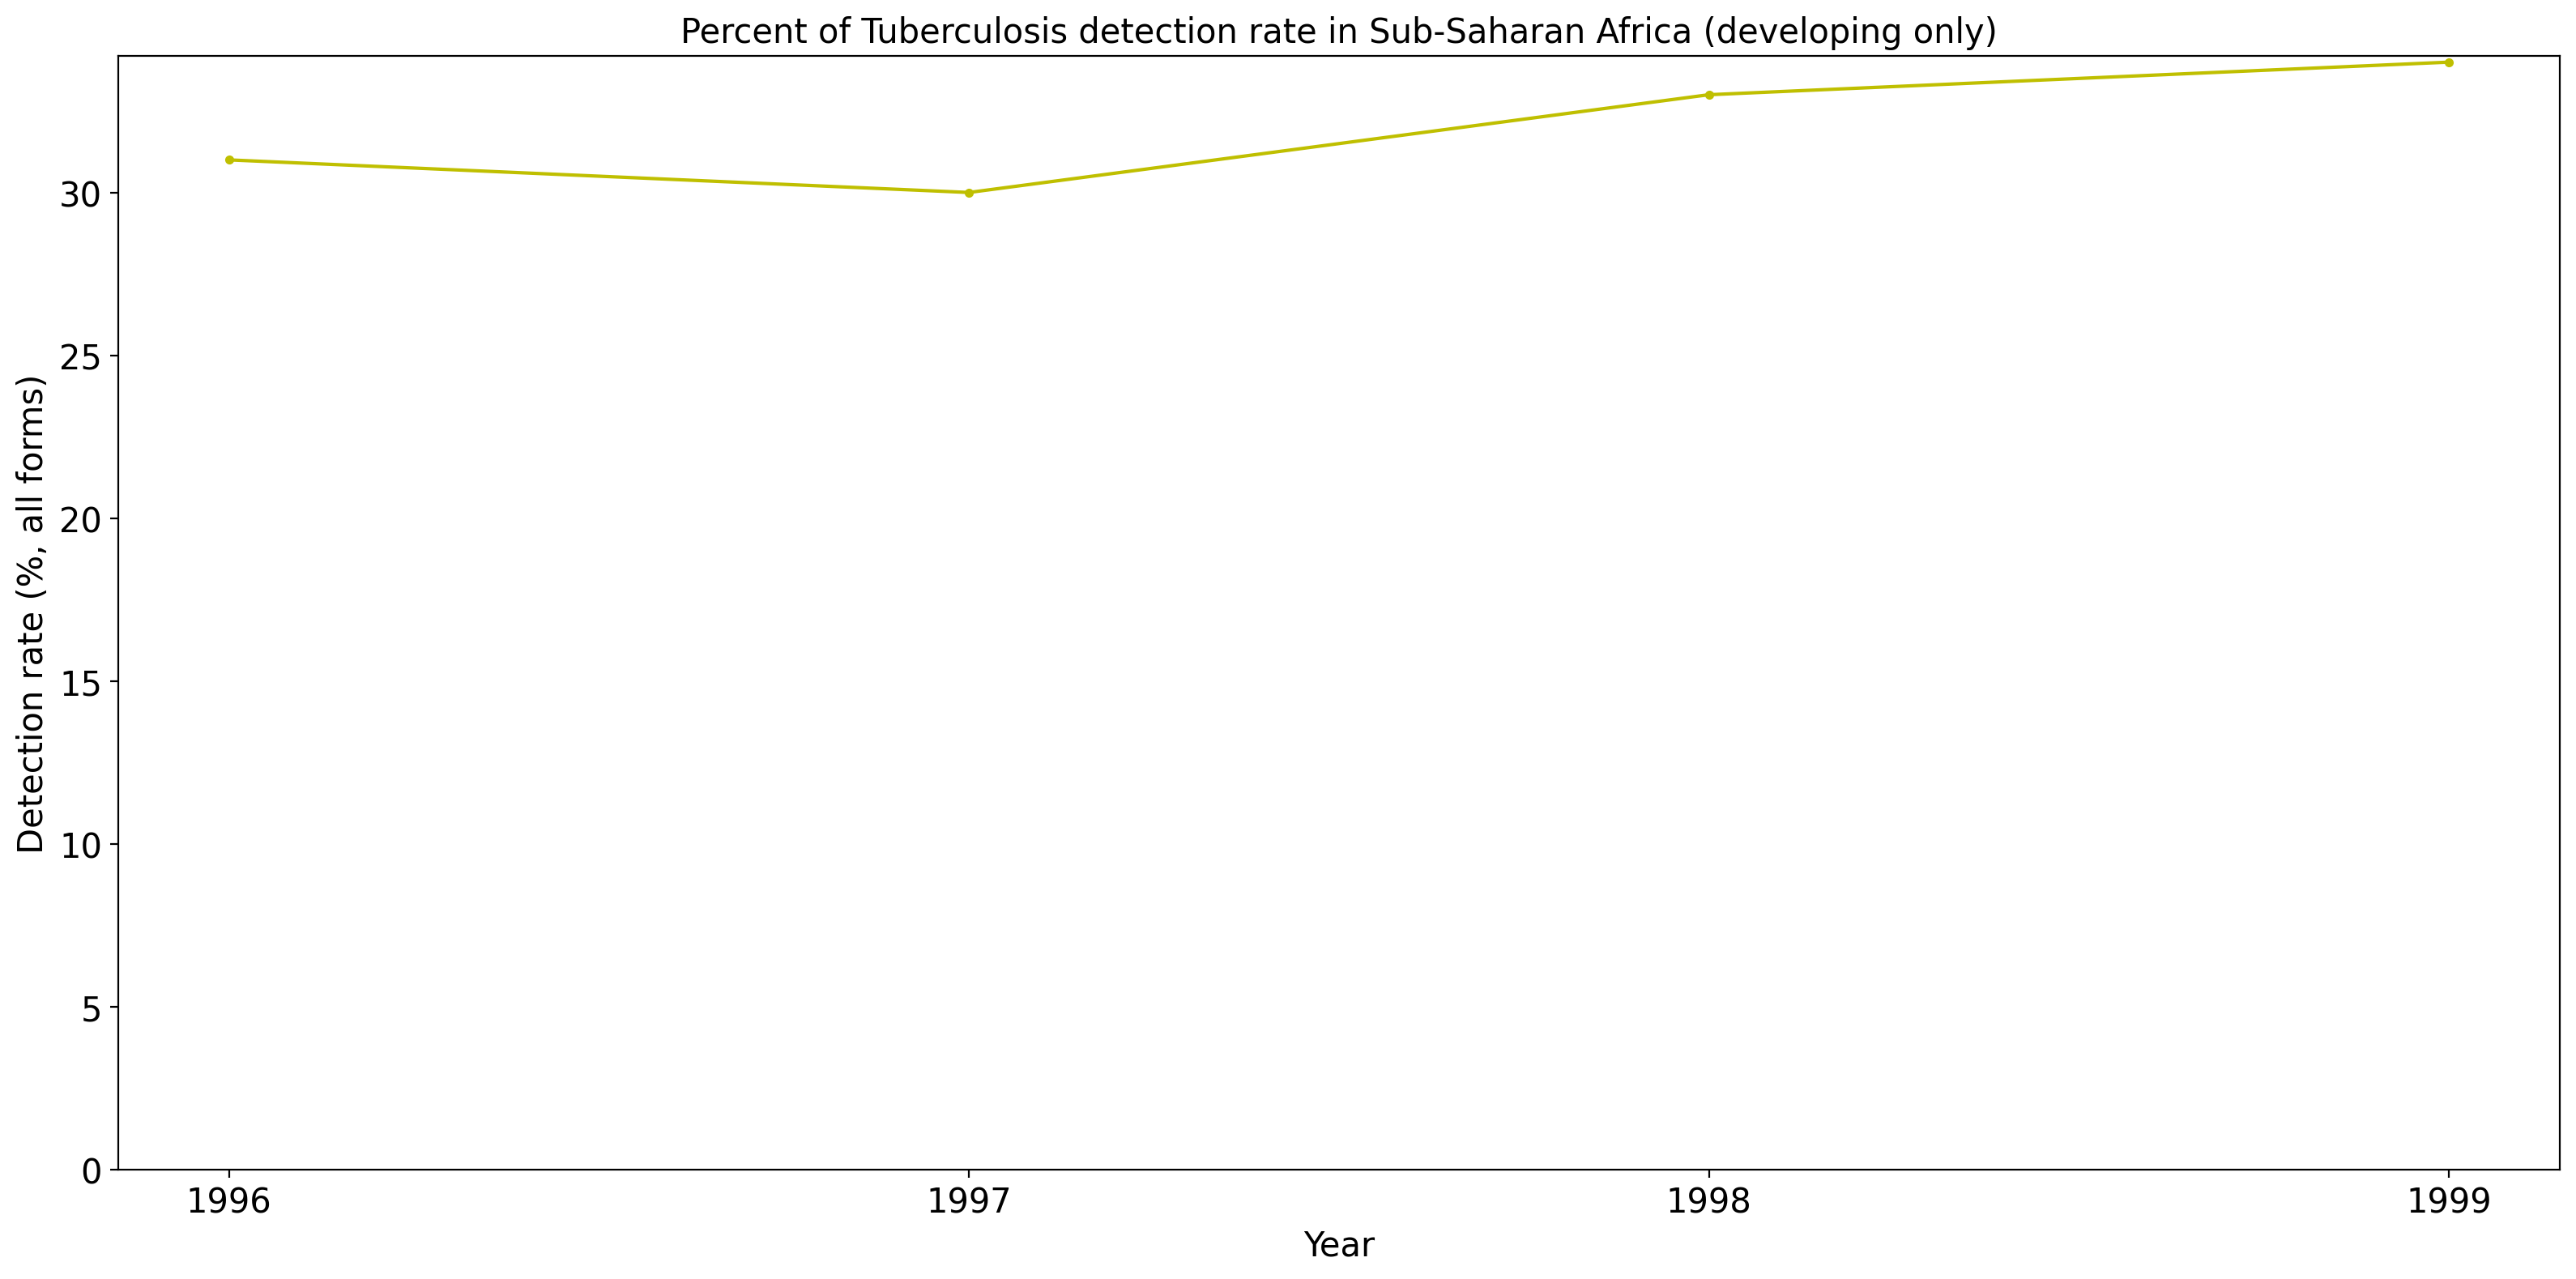 Percent of Tuberculosis detection rate in Sub-Saharan Africa (developing only)
Detection rate (%, all forms)
30
25
20
15
10
5
0
1996 1997 1998 1999
Year